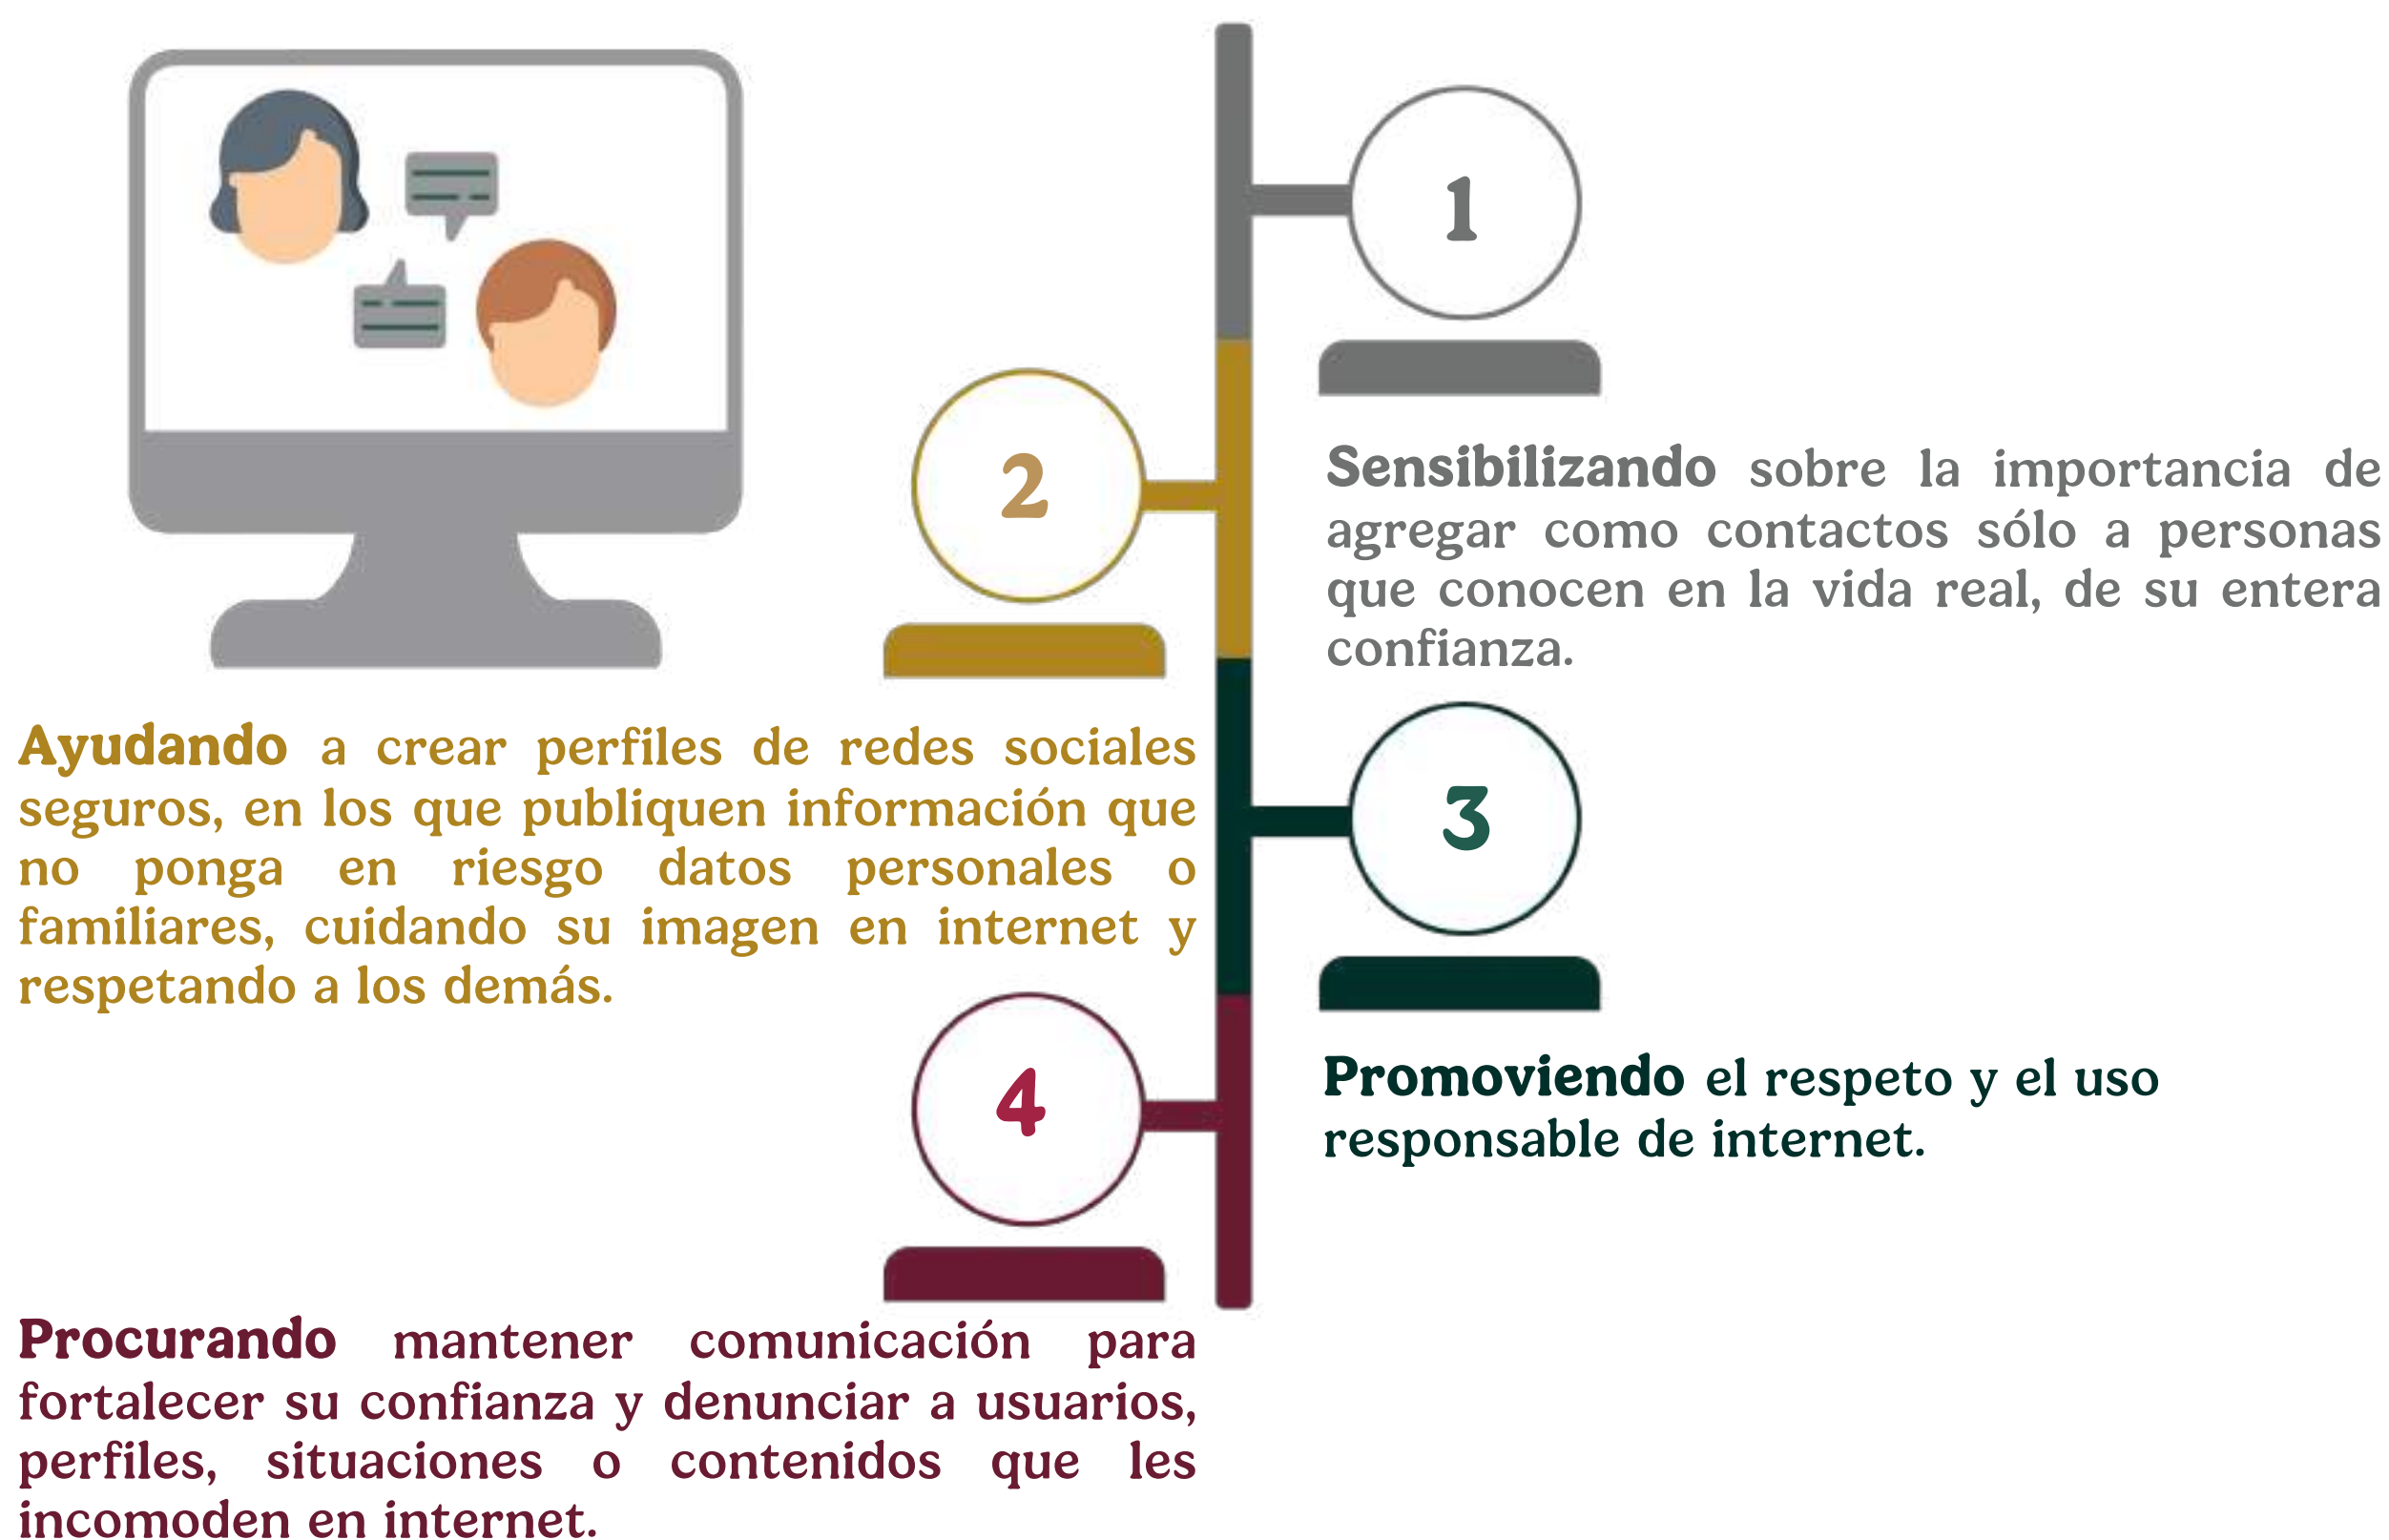 1
Sensibilizando sobre la importancia de
agregar como contactos sólo a personas
que conocen en la vida real, de su entera
confianza.
2
Ayudando a crear perfiles de redes sociales
seguros, en los que publiquen información que
no ponga en riesgo datos personales o
familiares, cuidando su imagen en internet y
respetando a los demás.
3
Promoviendo el respeto y el uso
responsable de internet.
4
Procurando mantener comunicación para
fortalecer su confianza y denunciar a usuarios,
perfiles, situaciones o contenidos que les
incomoden en internet.